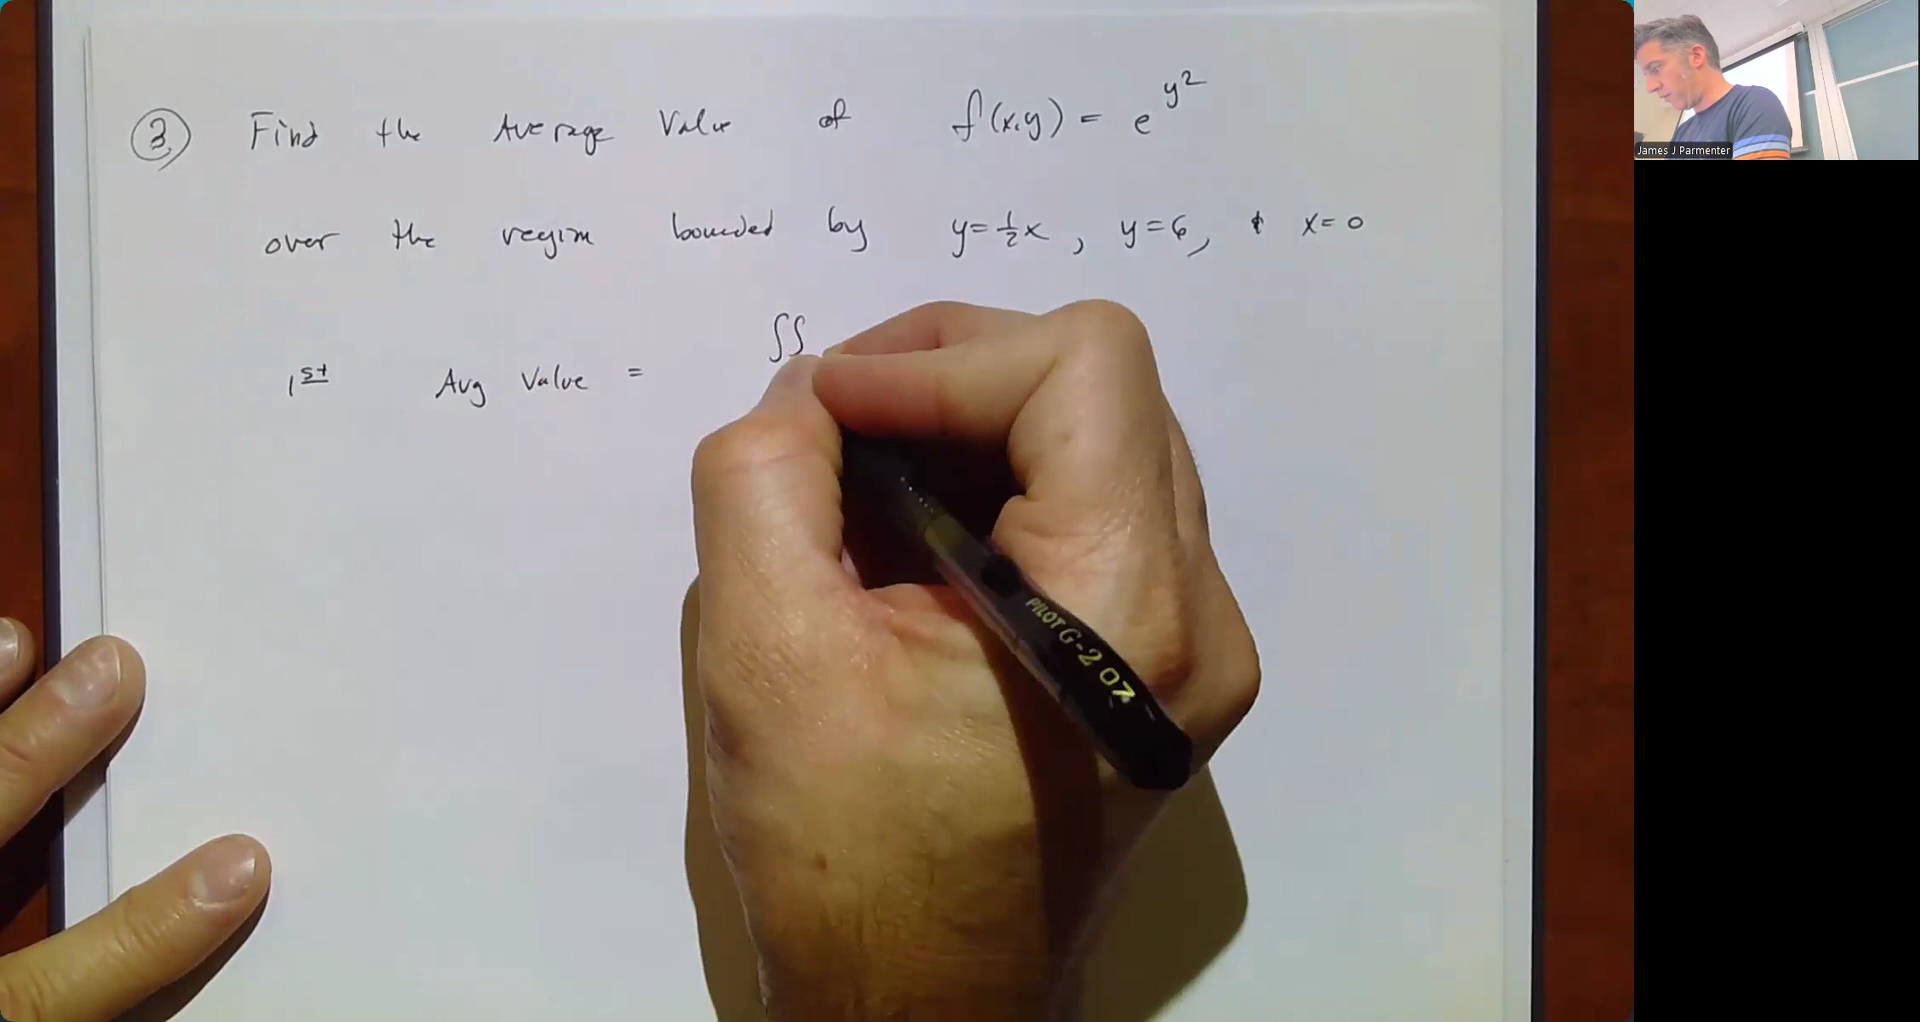 ③ Find the Average Value of f(x,y) = e^{y^2}
over the region bounded by y=½x, y=6, & x=0
1st Avg Value = ∫∫
PILOT G-2 07
James J Parmenter